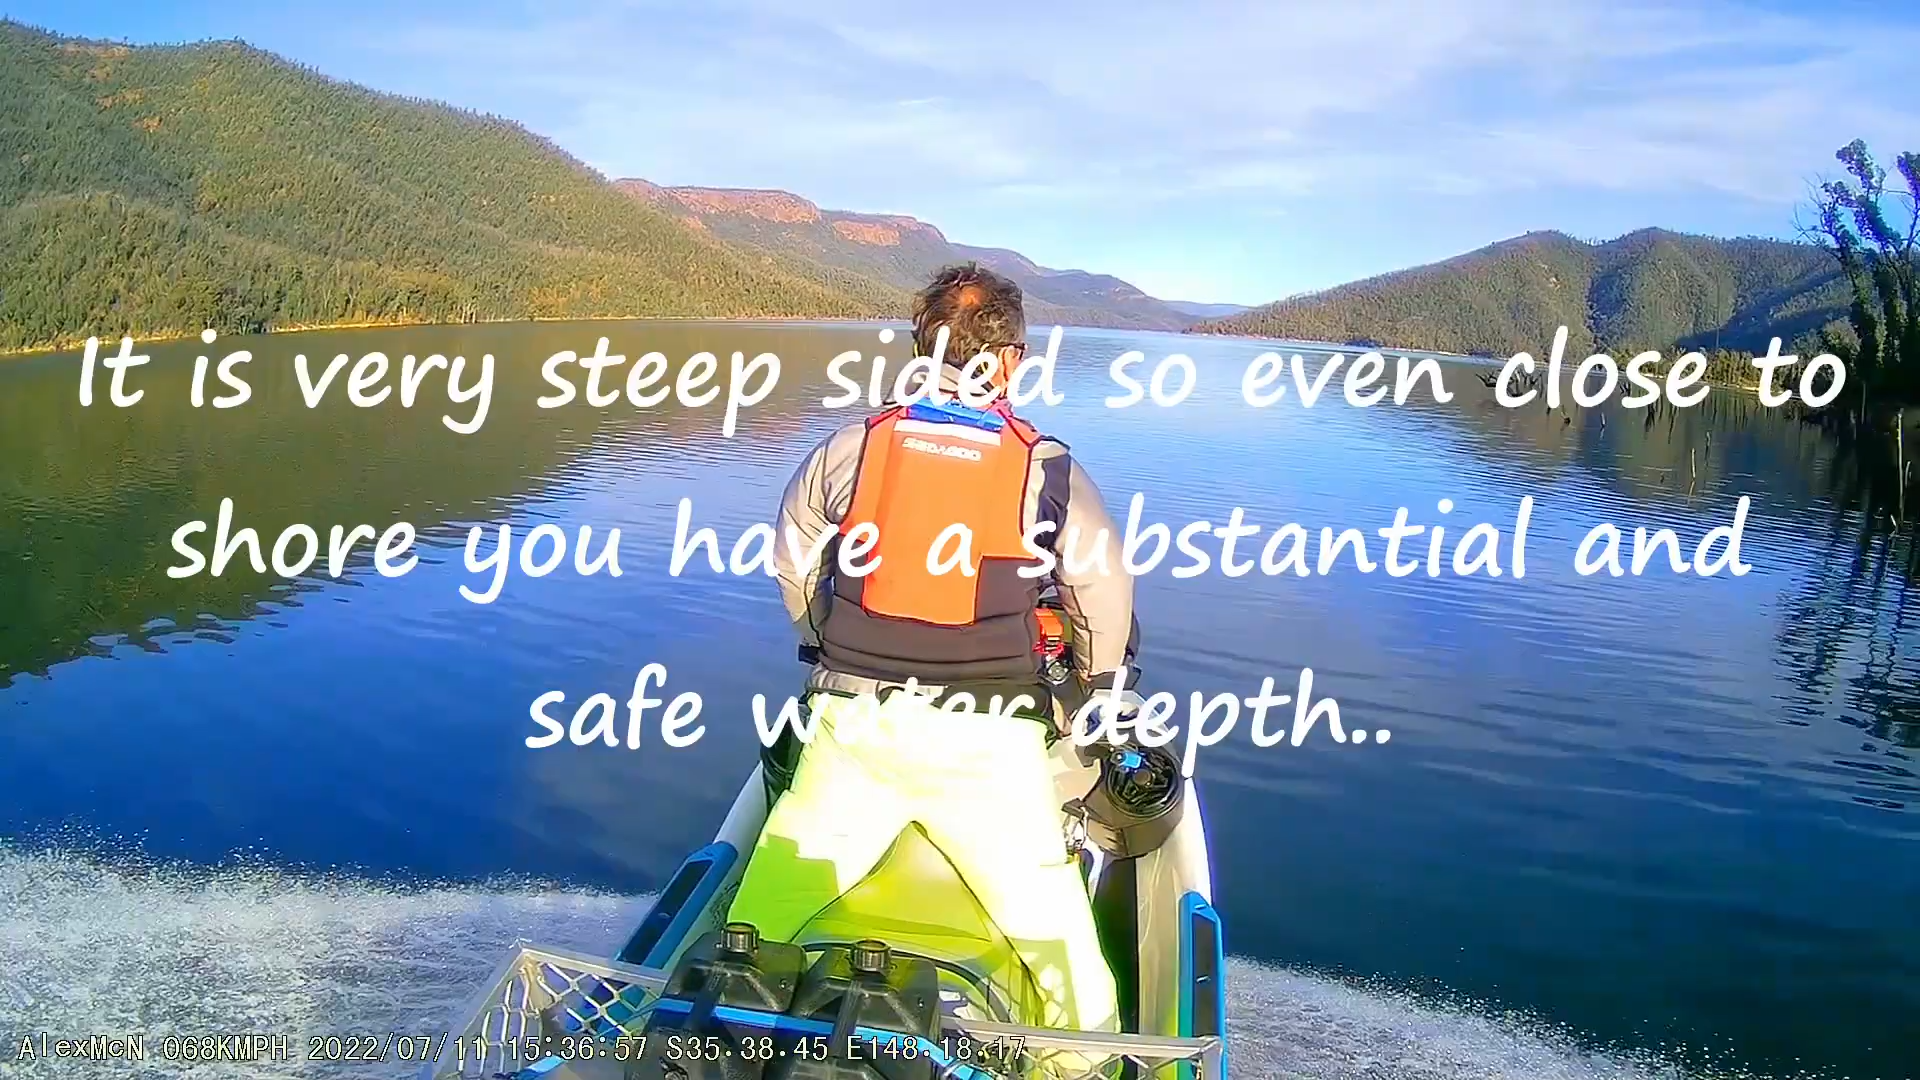 It is very steep sided so even close to
SEADOO
shore you have a substantial and
safe water depth..
AlexMcN 068KMPH 2022/07/11 15:36:57 S35.38.45 E148.18.17